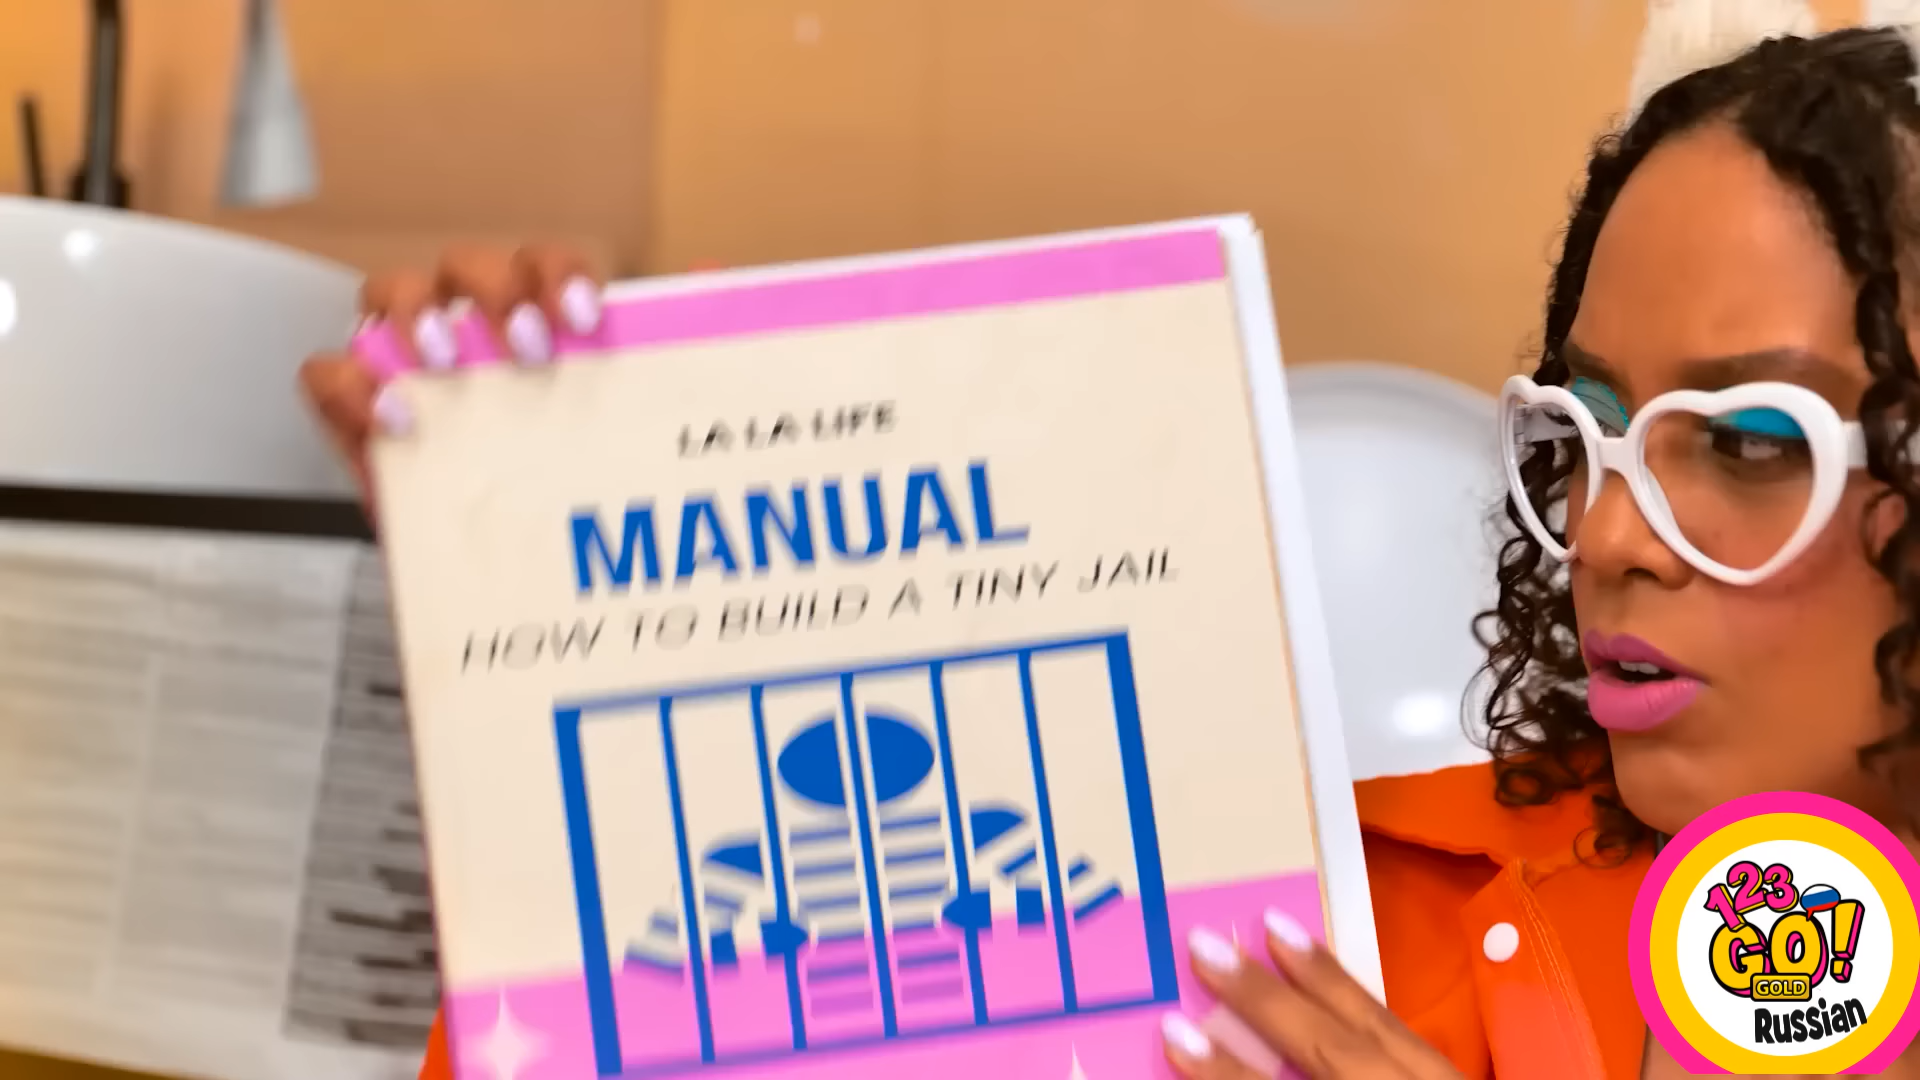 LA LA LIFE
MANUAL
HOW TO BUILD A TINY JAIL
123
GO!
GOLD
Russian